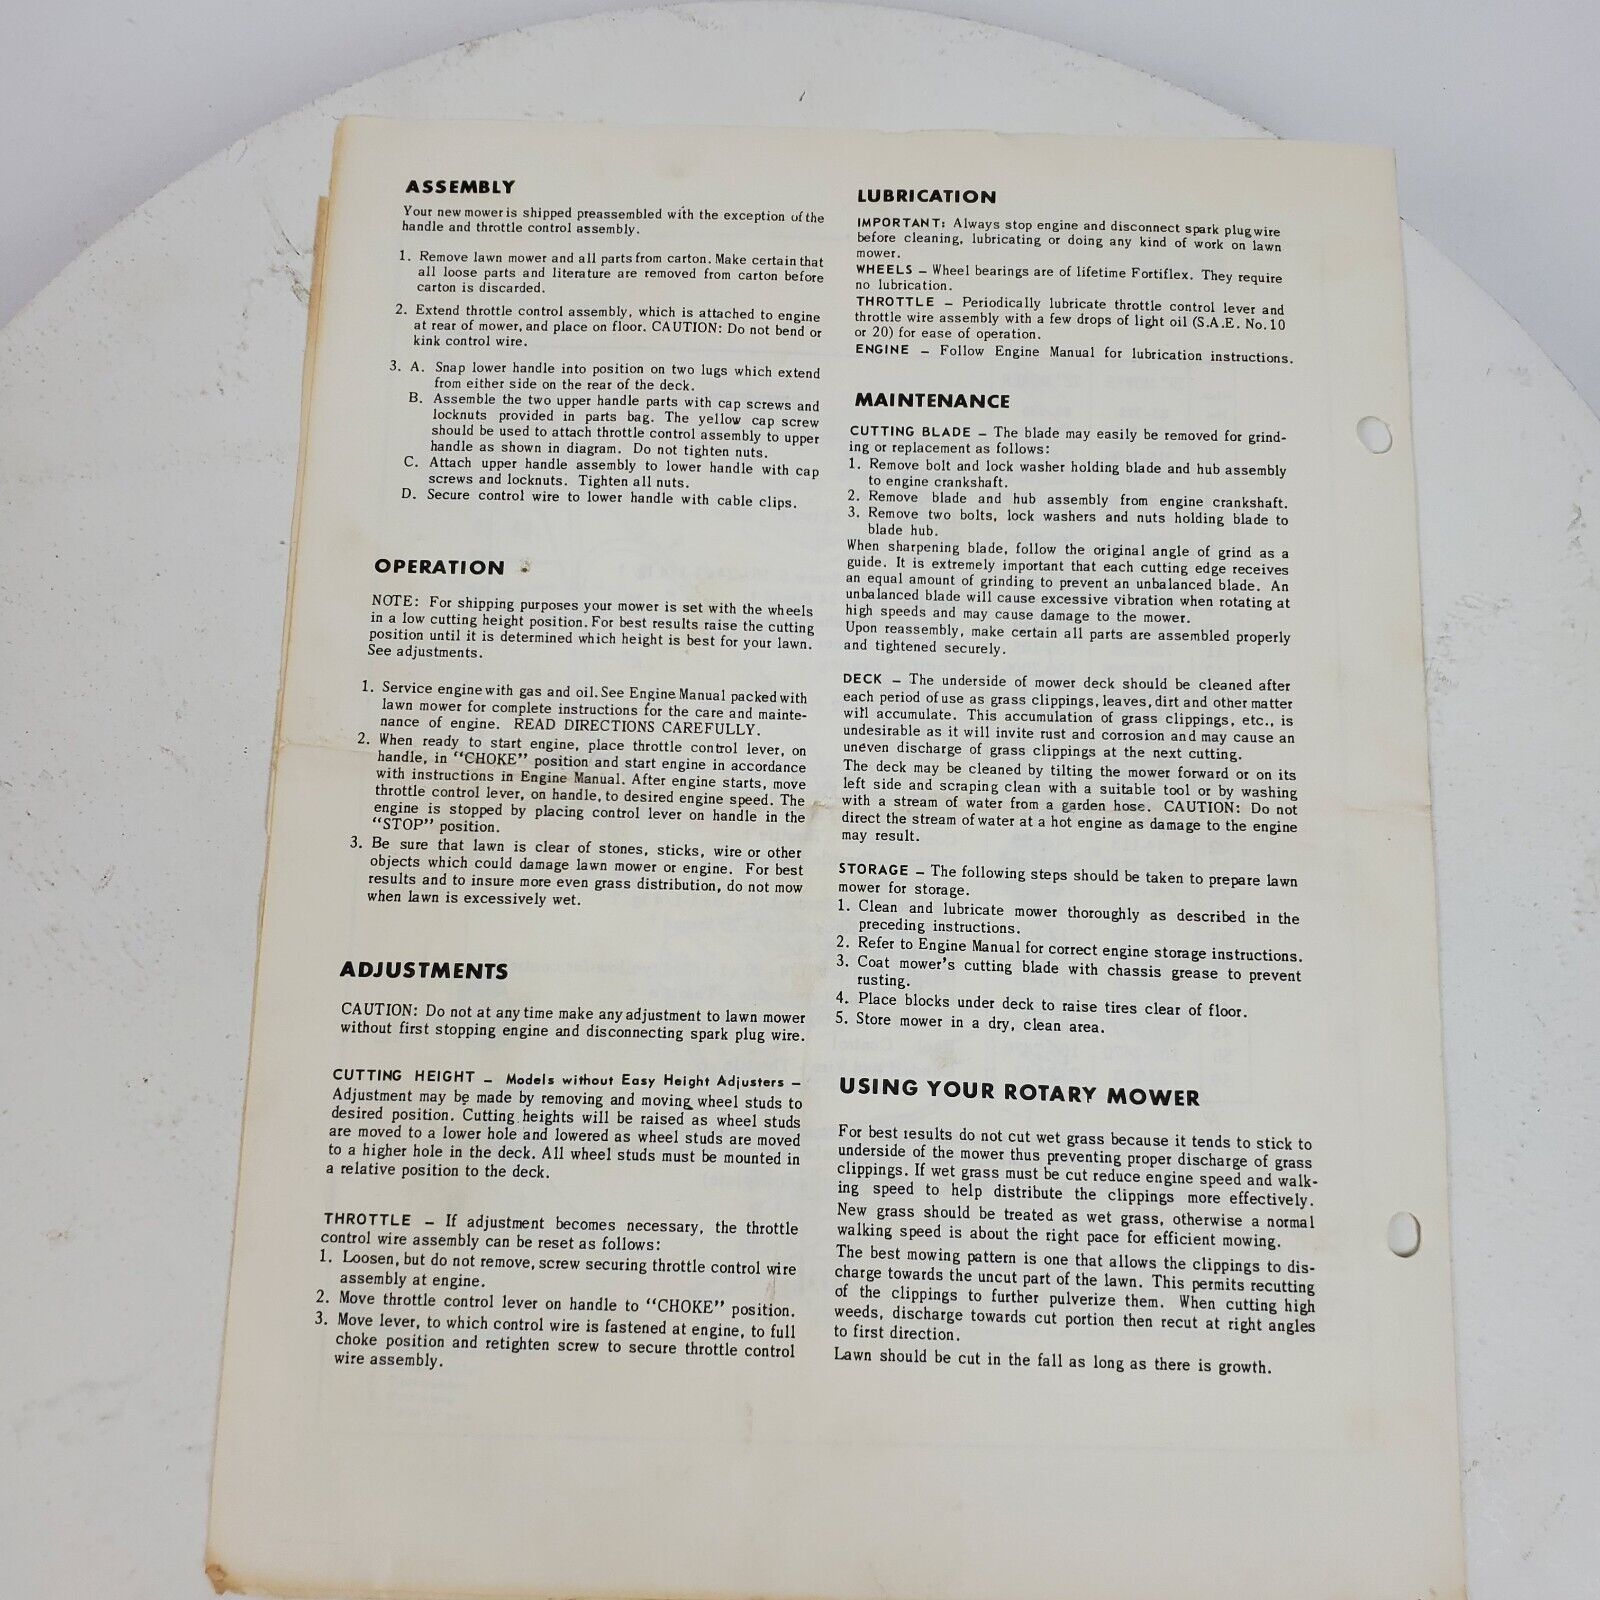 ASSEMBLY
Your new mower is shipped preassembled with the exception of the
handle and throttle control assembly.
1. Remove lawn mower and all parts from carton. Make certain that
all loose parts and literature are removed from carton before
carton is discarded.
2. Extend throttle control assembly, which is attached to engine
at rear of mower, and place on floor. CAUTION: Do not bend or
kink control wire.
3. A. Snap lower handle into position on two lugs which extend
from either side on the rear of the deck.
B. Assemble the two upper handle parts with cap screws and
locknuts provided in parts bag. The yellow cap screw
should be used to attach throttle control assembly to upper
handle as shown in diagram. Do not tighten nuts.
C. Attach upper handle assembly to lower handle with cap
screws and locknuts. Tighten all nuts.
D. Secure control wire to lower handle with cable clips.
OPERATION
NOTE: For shipping purposes your mower is set with the wheels
in a low cutting height position. For best results raise the cutting
position until it is determined which height is best for your lawn.
See adjustments.
1. Service engine with gas and oil. See Engine Manual packed with
lawn mower for complete instructions for the care and mainte-
nance of engine. READ DIRECTIONS CAREFULLY.
2. When ready to start engine, place throttle control lever, on
handle, in "CHOKE" position and start engine in accordance
with instructions in Engine Manual. After engine starts, move
throttle control lever, on handle, to desired engine speed. The
engine is stopped by placing control lever on handle in the
"STOP" position.
3. Be sure that lawn is clear of stones, sticks, wire or other
objects which could damage lawn mower or engine. For best
results and to insure more even grass distribution, do not mow
when lawn is excessively wet.
ADJUSTMENTS
CAUTION: Do not at any time make any adjustment to lawn mower
without first stopping engine and disconnecting spark plug wire.
CUTTING HEIGHT – Models without Easy Height Adjusters –
Adjustment may be made by removing and moving wheel studs to
desired position. Cutting heights will be raised as wheel studs
are moved to a lower hole and lowered as wheel studs are moved
to a higher hole in the deck. All wheel studs must be mounted in
a relative position to the deck.
THROTTLE – If adjustment becomes necessary, the throttle
control wire assembly can be reset as follows:
1. Loosen, but do not remove, screw securing throttle control wire
assembly at engine.
2. Move throttle control lever on handle to "CHOKE" position.
3. Move lever, to which control wire is fastened at engine, to full
choke position and retighten screw to secure throttle control
wire assembly.
LUBRICATION
IMPORTANT: Always stop engine and disconnect spark plug wire
before cleaning, lubricating or doing any kind of work on lawn
mower.
WHEELS – Wheel bearings are of lifetime Fortiflex. They require
no lubrication.
THROTTLE – Periodically lubricate throttle control lever and
throttle wire assembly with a few drops of light oil (S.A.E. No. 10
or 20) for ease of operation.
ENGINE – Follow Engine Manual for lubrication instructions.
MAINTENANCE
CUTTING BLADE – The blade may easily be removed for grind-
ing or replacement as follows:
1. Remove bolt and lock washer holding blade and hub assembly
to engine crankshaft.
2. Remove blade and hub assembly from engine crankshaft.
3. Remove two bolts, lock washers and nuts holding blade to
blade hub.
When sharpening blade, follow the original angle of grind as a
guide. It is extremely important that each cutting edge receives
an equal amount of grinding to prevent an unbalanced blade. An
unbalanced blade will cause excessive vibration when rotating at
high speeds and may cause damage to the mower.
Upon reassembly, make certain all parts are assembled properly
and tightened securely.
DECK – The underside of mower deck should be cleaned after
each period of use as grass clippings, leaves, dirt and other matter
will accumulate. This accumulation of grass clippings, etc., is
undesirable as it will invite rust and corrosion and may cause an
uneven discharge of grass clippings at the next cutting.
The deck may be cleaned by tilting the mower forward or on its
left side and scraping clean with a suitable tool or by washing
with a stream of water from a garden hose. CAUTION: Do not
direct the stream of water at a hot engine as damage to the engine
may result.
STORAGE – The following steps should be taken to prepare lawn
mower for storage.
1. Clean and lubricate mower thoroughly as described in the
preceding instructions.
2. Refer to Engine Manual for correct engine storage instructions.
3. Coat mower's cutting blade with chassis grease to prevent
rusting.
4. Place blocks under deck to raise tires clear of floor.
5. Store mower in a dry, clean area.
USING YOUR ROTARY MOWER
For best results do not cut wet grass because it tends to stick to
underside of the mower thus preventing proper discharge of grass
clippings. If wet grass must be cut reduce engine speed and walk-
ing speed to help distribute the clippings more effectively.
New grass should be treated as wet grass, otherwise a normal
walking speed is about the right pace for efficient mowing.
The best mowing pattern is one that allows the clippings to dis-
charge towards the uncut part of the lawn. This permits recutting
of the clippings to further pulverize them. When cutting high
weeds, discharge towards cut portion then recut at right angles
to first direction.
Lawn should be cut in the fall as long as there is growth.